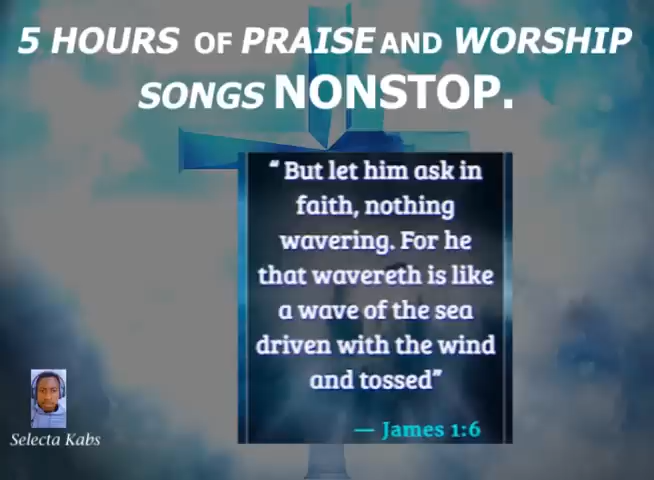 5 HOURS OF PRAISE AND WORSHIP
SONGS NONSTOP.
“ But let him ask in
faith, nothing
wavering. For he
that wavereth is like
a wave of the sea
driven with the wind
and tossed”
— James 1:6
Selecta Kabs